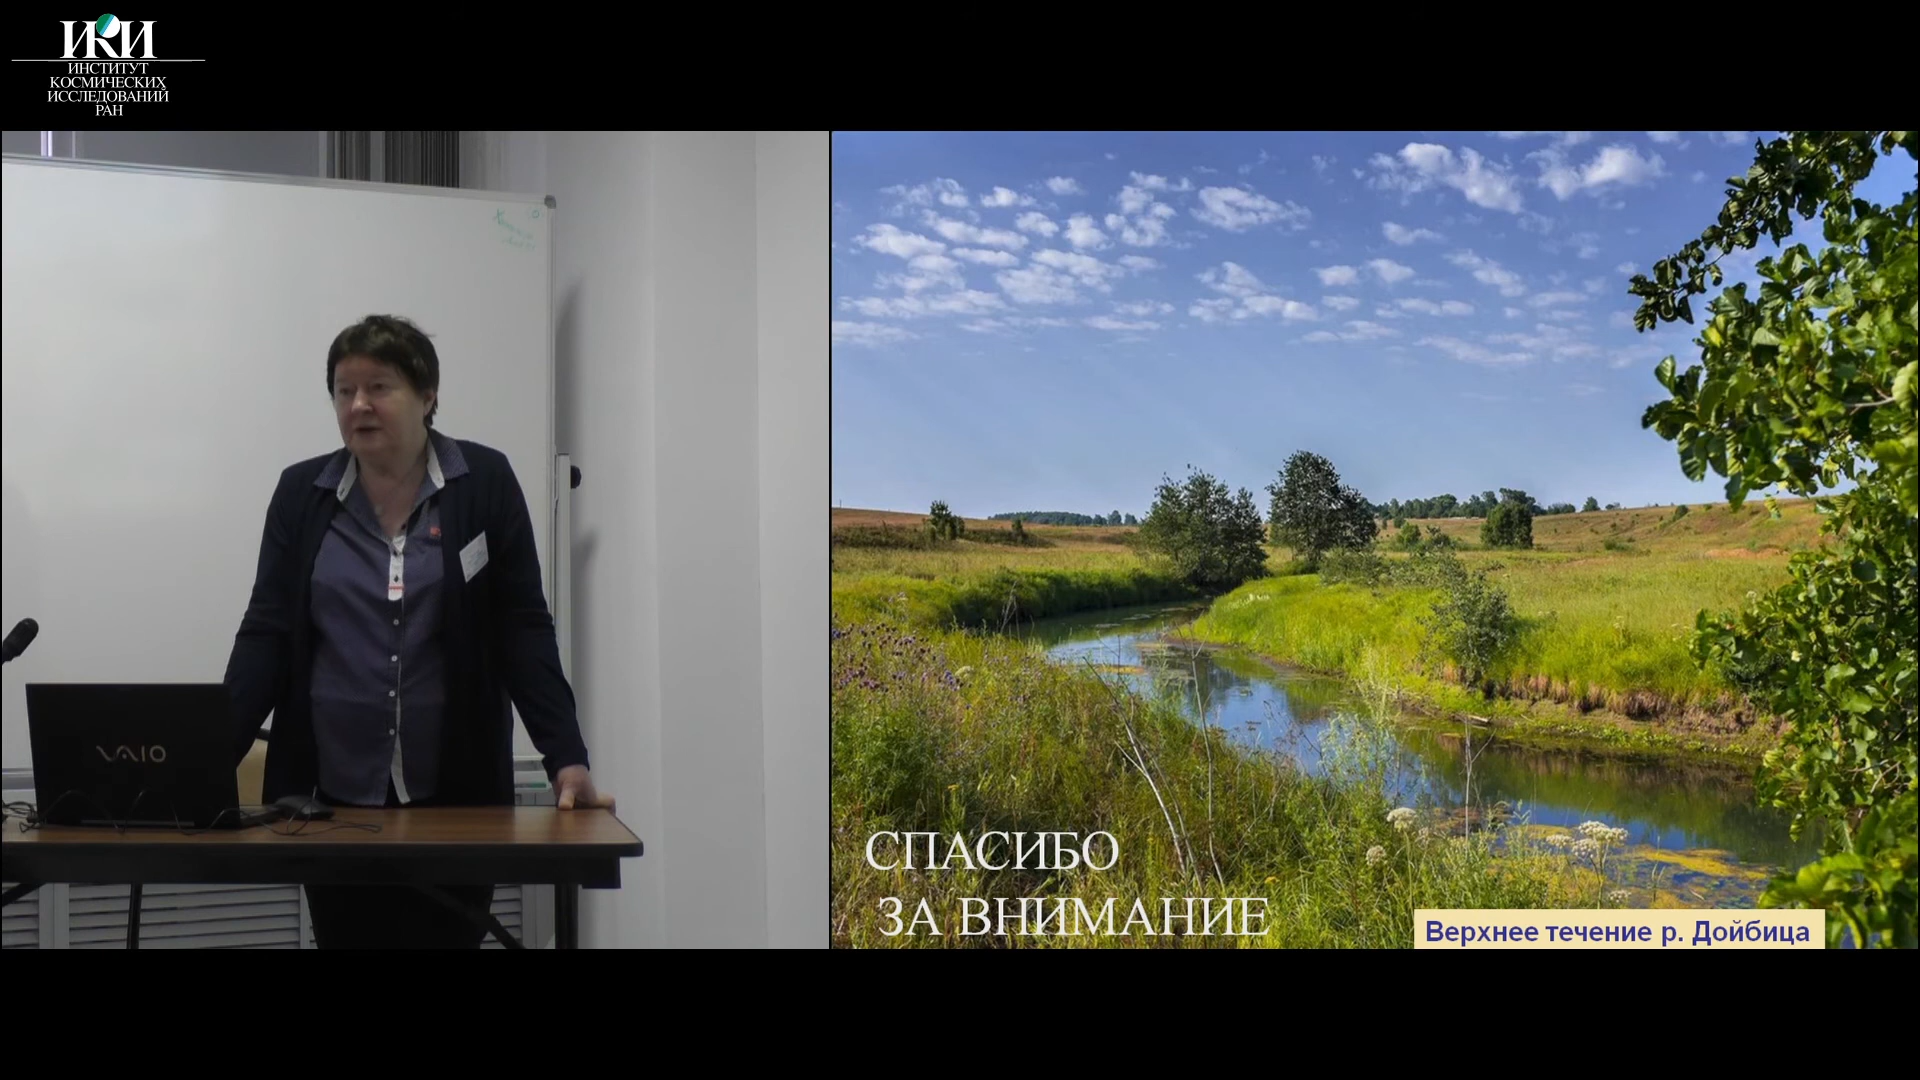 ИКИ
ИНСТИТУТ
КОСМИЧЕСКИХ
ИССЛЕДОВАНИЙ
РАН
VAIO
СПАСИБО
ЗА ВНИМАНИЕ
Верхнее течение р. Дойбица